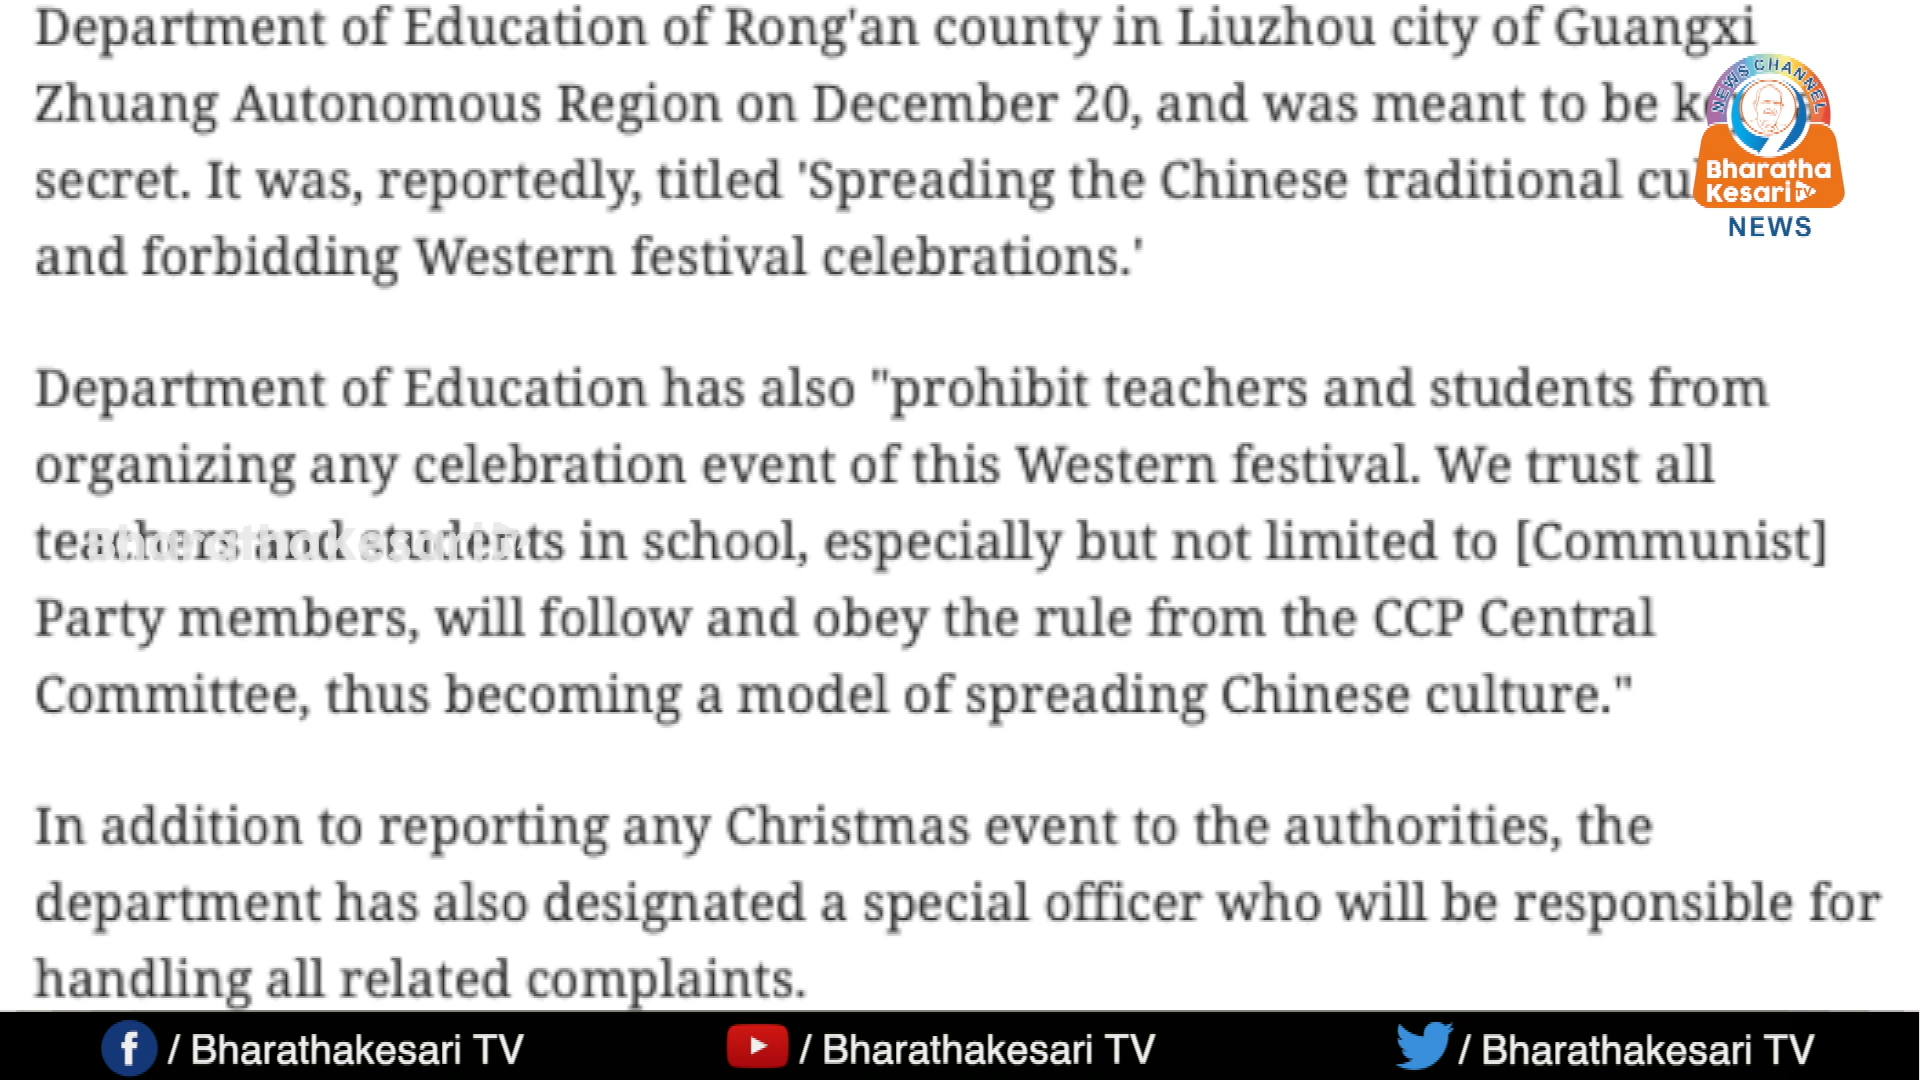 Department of Education of Rong'an county in Liuzhou city of Guangxi
Zhuang Autonomous Region on December 20, and was meant to be
secret. It was, reportedly, titled 'Spreading the Chinese traditional
and forbidding Western festival celebrations.'
Department of Education has also "prohibit teachers and students from
organizing any celebration event of this Western festival. We trust all
teachers and students in school, especially but not limited to [Communist]
Party members, will follow and obey the rule from the CCP Central
Committee, thus becoming a model of spreading Chinese culture."
In addition to reporting any Christmas event to the authorities, the
department has also designated a special officer who will be responsible for
handling all related complaints.
NEWS CHANNEL
Bharatha
Kesari TV
NEWS
Bharathakesari
/ Bharathakesari TV
/ Bharathakesari TV
/ Bharathakesari TV